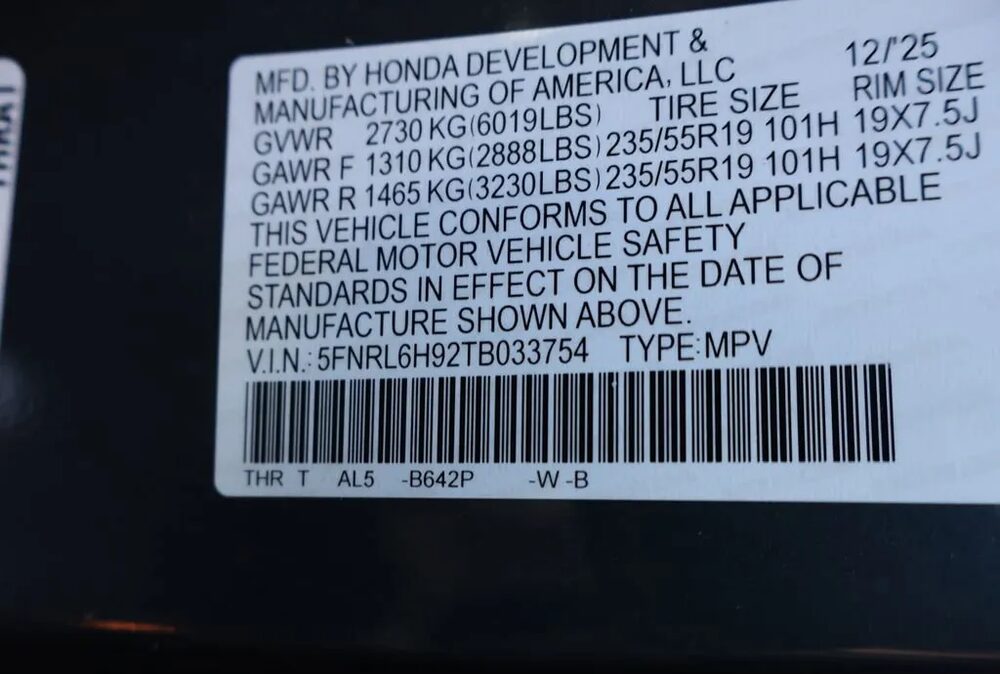 MFD. BY HONDA DEVELOPMENT & 12/'25
MANUFACTURING OF AMERICA, LLC RIM SIZE
GVWR 2730 KG (6019LBS) TIRE SIZE
GAWR F 1310 KG (2888LBS) 235/55R19 101H 19X7.5J
GAWR R 1465 KG (3230LBS) 235/55R19 101H 19X7.5J
THIS VEHICLE CONFORMS TO ALL APPLICABLE
FEDERAL MOTOR VEHICLE SAFETY
STANDARDS IN EFFECT ON THE DATE OF
MANUFACTURE SHOWN ABOVE.
V.I.N.: 5FNRL6H92TB033754 TYPE: MPV
THR T AL5 -B642P -W -B